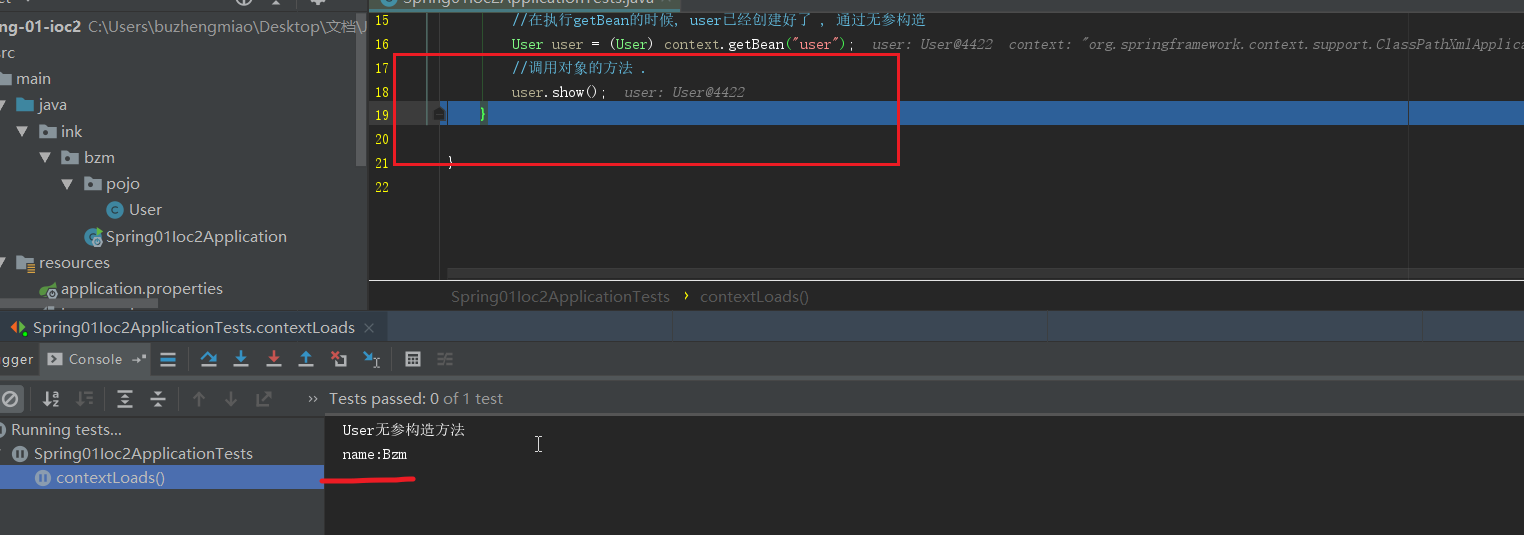 ng-01-ioc2 C:\Users\buzhengmiao\Desktop\文档\J
src
main
java
ink
bzm
pojo
User
Spring01Ioc2Application
resources
application.properties
Spring01Ioc2ApplicationTests.java
15 //在执行getBean的时候, user已经创建好了 , 通过无参构造
16 User user = (User) context.getBean("user"); user: User@4422 context: "org.springframework.context.support.ClassPathXmlApplica
17 //调用对象的方法 .
18 user.show(); user: User@4422
19 }
20
21 }
22
Spring01Ioc2ApplicationTests › contextLoads()
Spring01Ioc2ApplicationTests.contextLoads ×
gger Console
» Tests passed: 0 of 1 test
Running tests...
Spring01Ioc2ApplicationTests
contextLoads()
User无参构造方法
name:Bzm